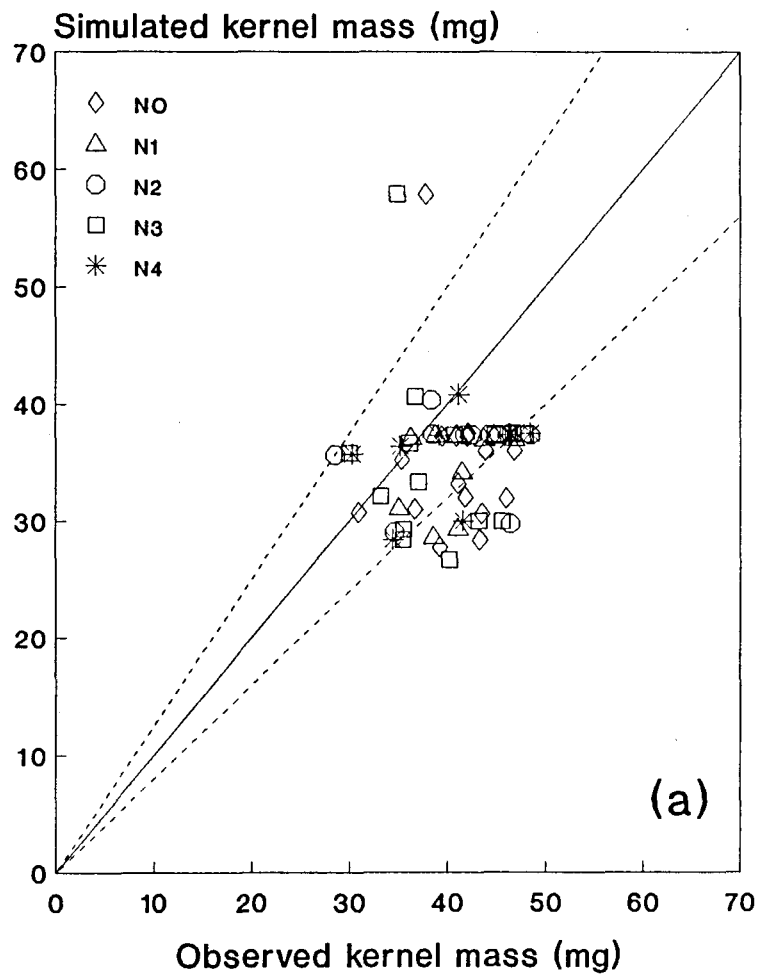 Simulated kernel mass (mg)
70
60
50
40
30
20
10
0
NO
N1
N2
N3
N4
(a)
0 10 20 30 40 50 60 70
Observed kernel mass (mg)